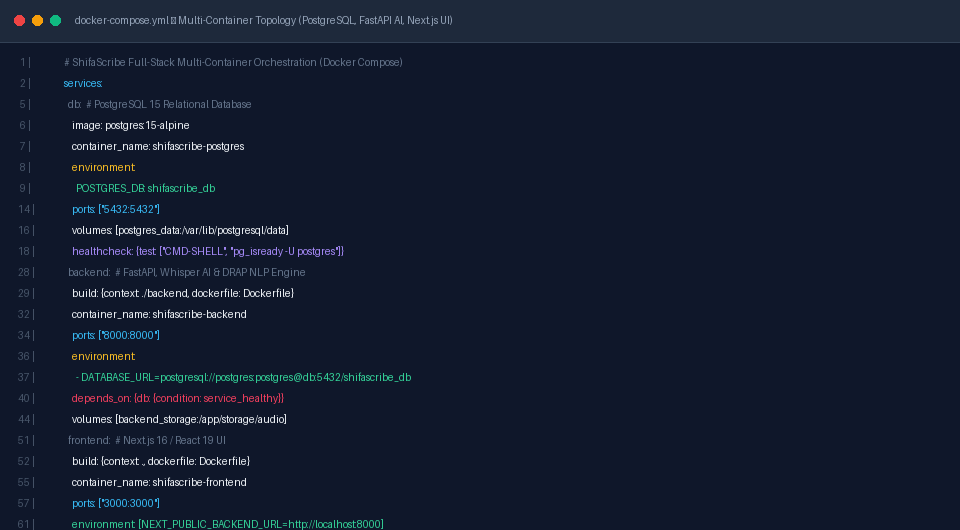 docker-compose.yml □ Multi-Container Topology (PostgreSQL, FastAPI AI, Next.js UI)
1 | # ShifaScribe Full-Stack Multi-Container Orchestration (Docker Compose)
2 | services:
5 | db: # PostgreSQL 15 Relational Database
6 | image: postgres:15-alpine
7 | container_name: shifascribe-postgres
8 | environment:
9 | POSTGRES_DB: shifascribe_db
14 | ports: ["5432:5432"]
16 | volumes: [postgres_data:/var/lib/postgresql/data]
18 | healthcheck: {test: ["CMD-SHELL", "pg_isready -U postgres"]}
28 | backend: # FastAPI, Whisper AI & DRAP NLP Engine
29 | build: {context: ./backend, dockerfile: Dockerfile}
32 | container_name: shifascribe-backend
34 | ports: ["8000:8000"]
36 | environment:
37 | - DATABASE_URL=postgresql://postgres:postgres@db:5432/shifascribe_db
40 | depends_on: {db: {condition: service_healthy}}
44 | volumes: [backend_storage:/app/storage/audio]
51 | frontend: # Next.js 16 / React 19 UI
52 | build: {context: ., dockerfile: Dockerfile}
55 | container_name: shifascribe-frontend
57 | ports: ["3000:3000"]
61 | environment: [NEXT_PUBLIC_BACKEND_URL=http://localhost:8000]